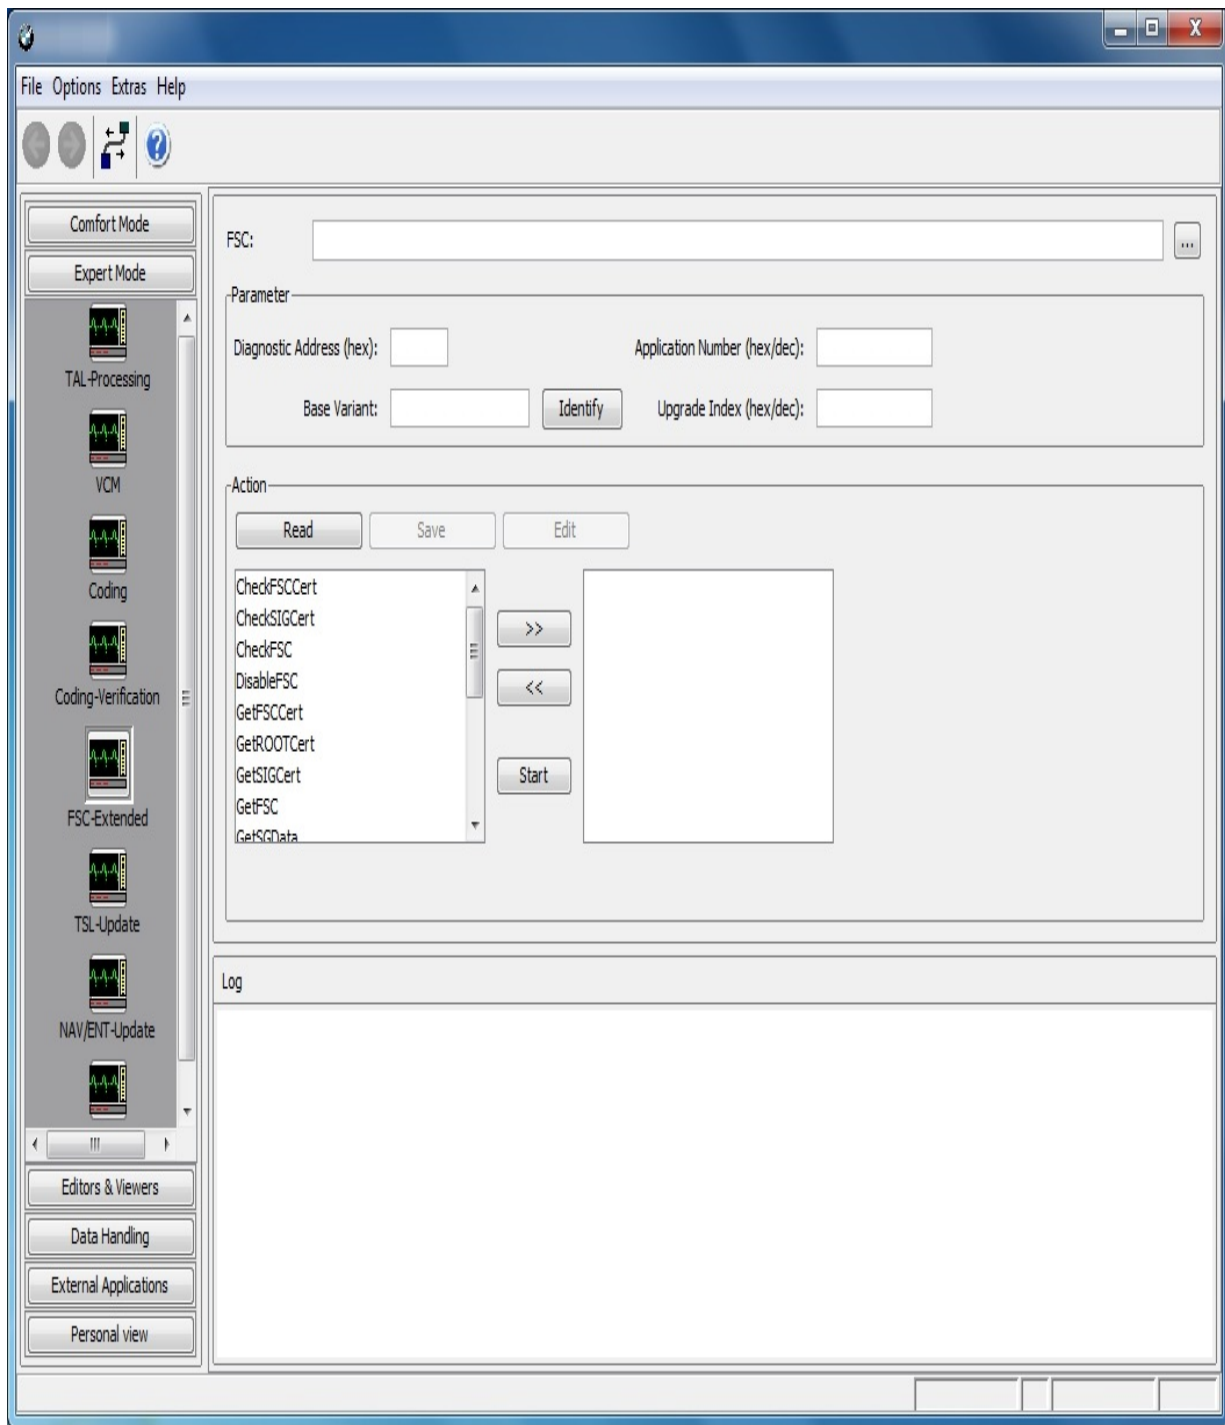 File Options Extras Help
Comfort Mode
Expert Mode
TAL-Processing
VCM
Coding
Coding-Verification
FSC-Extended
TSL-Update
NAV/ENT-Update
Editors & Viewers
Data Handling
External Applications
Personal view
FSC:
...
Parameter
Diagnostic Address (hex):
Application Number (hex/dec):
Base Variant:
Identify
Upgrade Index (hex/dec):
Action
Read
Save
Edit
CheckFSCCert
CheckSIGCert
CheckFSC
DisableFSC
GetFSCCert
GetROOTCert
GetSIGCert
GetFSC
GetSGData
>>
<<
Start
Log